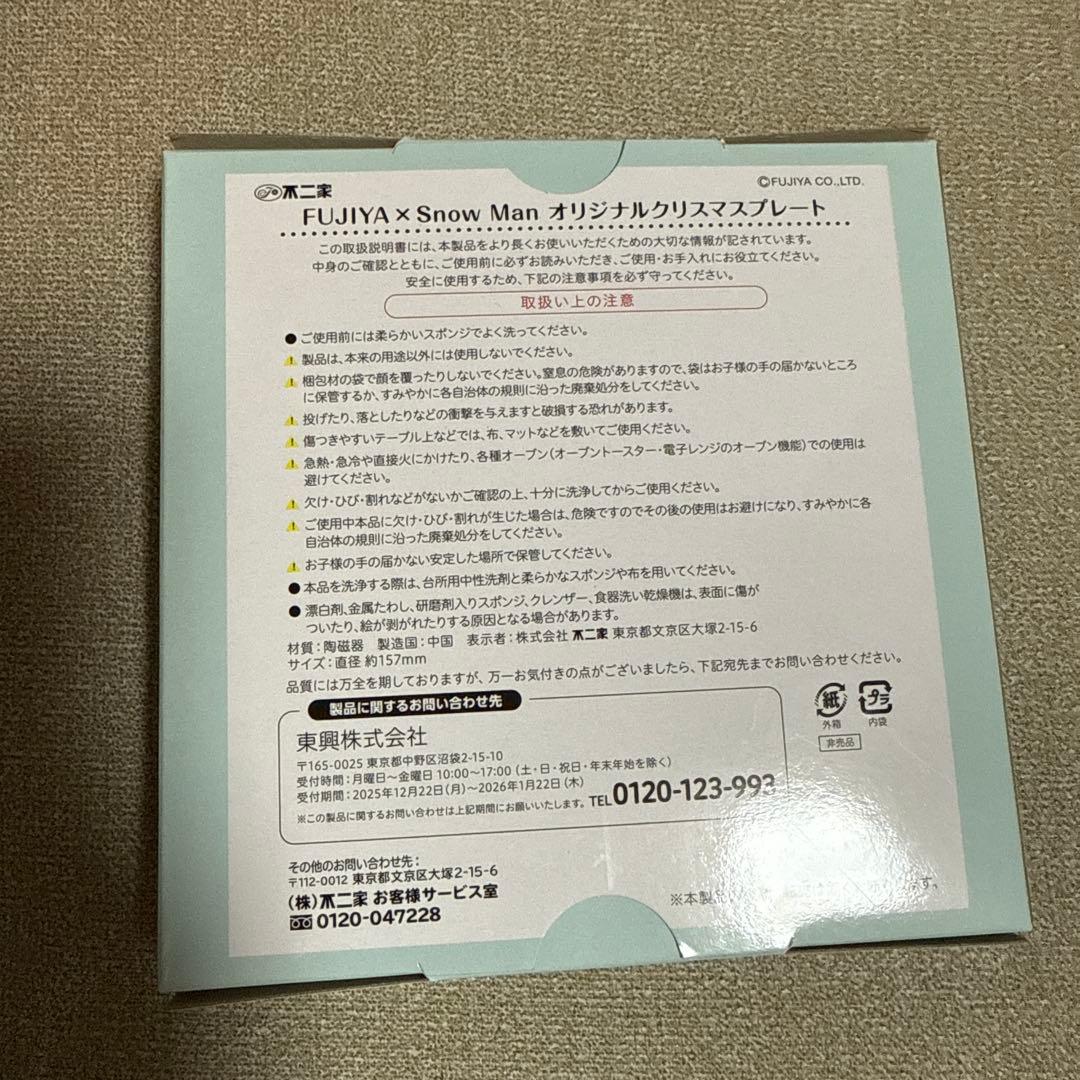 不二家
©FUJIYA CO.,LTD.
FUJIYA×Snow Man オリジナルクリスマスプレート
この取扱説明書には、本製品をより長くお使いいただくための大切な情報が記されています。
中身のご確認とともに、ご使用前に必ずお読みいただき、ご使用・お手入れにお役立てください。
安全に使用するため、下記の注意事項を必ず守ってください。
取扱い上の注意
●ご使用前には柔らかいスポンジでよく洗ってください。
製品は、本来の用途以外には使用しないでください。
梱包材の袋で顔を覆ったりしないでください。窒息の危険がありますので、袋はお子様の手の届かないところ
に保管するか、すみやかに各自治体の規則に沿った廃棄処分をしてください。
投げたり、落としたりなどの衝撃を与えますと破損する恐れがあります。
傷つきやすいテーブル上などでは、布、マットなどを敷いてご使用ください。
急熱・急冷や直接火にかけたり、各種オーブン(オーブントースター・電子レンジのオーブン機能)での使用は
避けてください。
欠け・ひび・割れなどがないかご確認の上、十分に洗浄してからご使用ください。
ご使用中本品に欠け・ひび・割れが生じた場合は、危険ですのでその後の使用はお避けになり、すみやかに各
自治体の規則に沿った廃棄処分をしてください。
お子様の手の届かない安定した場所で保管してください。
●本品を洗浄する際は、台所用中性洗剤と柔らかなスポンジや布を用いてください。
●漂白剤、金属たわし、研磨剤入りスポンジ、クレンザー、食器洗い乾燥機は、表面に傷が
ついたり、絵が剥がれたりする原因となる場合があります。
材質:陶磁器 製造国:中国 表示者:株式会社 不二家 東京都文京区大塚2-15-6
サイズ:直径 約157mm
品質には万全を期しておりますが、万一お気付きの点がございましたら、下記宛先までお問い合わせください。
製品に関するお問い合わせ先
東興株式会社
〒165-0025 東京都中野区沼袋2-15-10
受付時間:月曜日~金曜日 10:00~17:00(土・日・祝日・年末年始を除く)
受付期間:2025年12月22日(月)~2026年1月22日(木)
※この製品に関するお問い合わせは上記期間にお願いいたします。 TEL0120-123-993
紙
外箱
プラ
内袋
非売品
その他のお問い合わせ先:
〒112-0012 東京都文京区大塚2-15-6
(株)不二家 お客様サービス室
0120-047228
※本製品
ます。